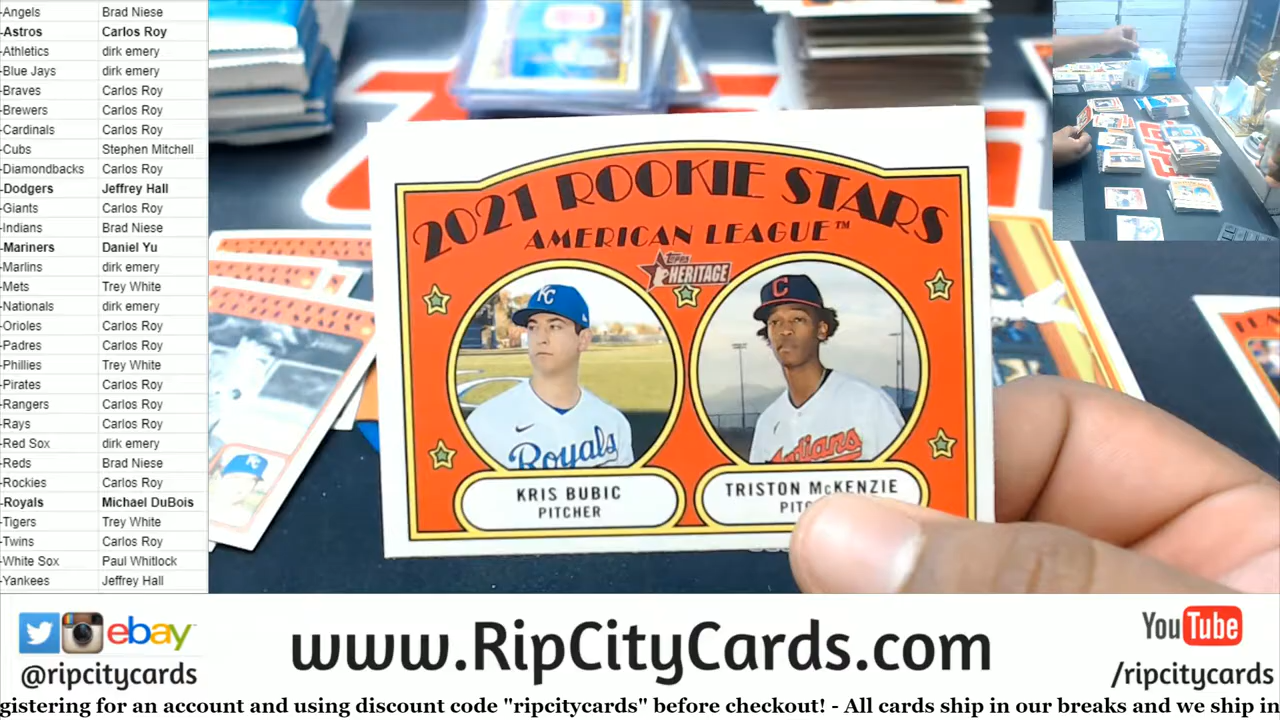 -Angels Brad Niese
-Astros Carlos Roy
-Athletics dirk emery
-Blue Jays dirk emery
-Braves Carlos Roy
-Brewers Carlos Roy
-Cardinals Carlos Roy
-Cubs Stephen Mitchell
-Diamondbacks Carlos Roy
-Dodgers Jeffrey Hall
-Giants Carlos Roy
-Indians Brad Niese
-Mariners Daniel Yu
-Marlins dirk emery
-Mets Trey White
-Nationals dirk emery
-Orioles Carlos Roy
-Padres Carlos Roy
-Phillies Trey White
-Pirates Carlos Roy
-Rangers Carlos Roy
-Rays Carlos Roy
-Red Sox dirk emery
-Reds Brad Niese
-Rockies Carlos Roy
-Royals Michael DuBois
-Tigers Trey White
-Twins Carlos Roy
-White Sox Paul Whitlock
-Yankees Jeffrey Hall
2021 ROOKIE STARS
AMERICAN LEAGUE™
Topps
HERITAGE
KC
C
Royals
Indians
KRIS BUBIC
PITCHER
TRISTON McKENZIE
KC
ebay
@ripcitycards
www.RipCityCards.com
YouTube
/ripcitycards
gistering for an account and using discount code "ripcitycards" before checkout! - All cards ship in our breaks and we ship in